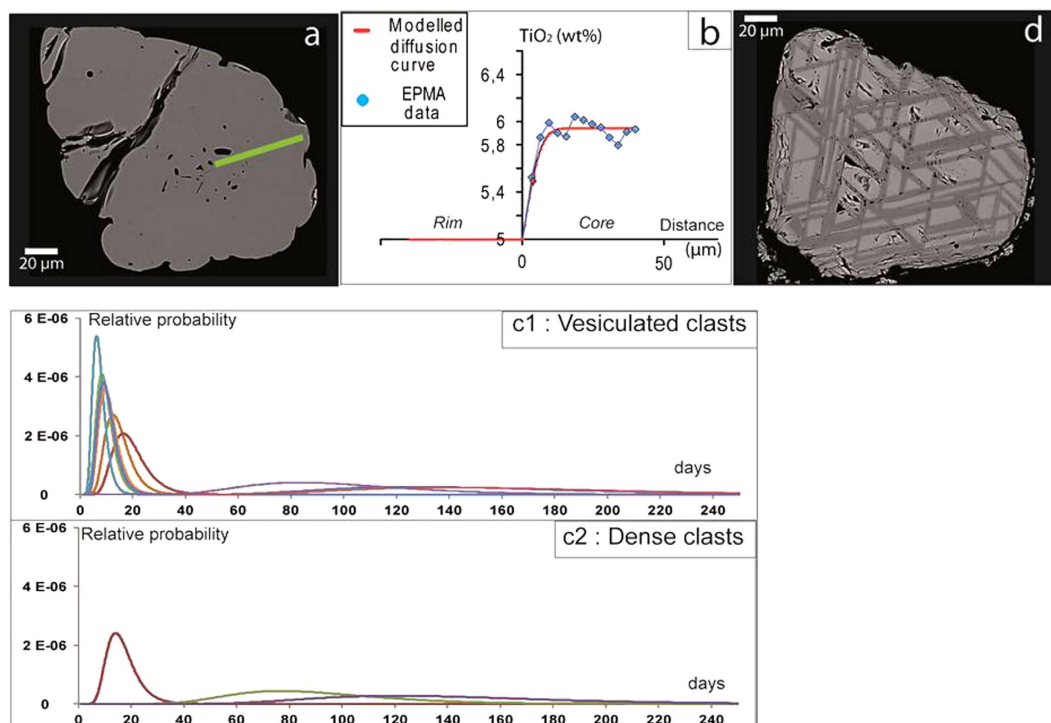 a
20 µm
Modelled
diffusion
curve
EPMA
data
TiO₂ (wt%)
b
6,4
6
5,8
5,4
5
Rim
Core
Distance
(µm)
0
50
20 µm
d
6 E-06
Relative probability
c1 : Vesiculated clasts
4 E-06
2 E-06
days
0
0 20 40 60 80 100 120 140 160 180 200 220 240
Relative probability
c2 : Dense clasts
6 E-06
4 E-06
2 E-06
days
0
0 20 40 60 80 100 120 140 160 180 200 220 240